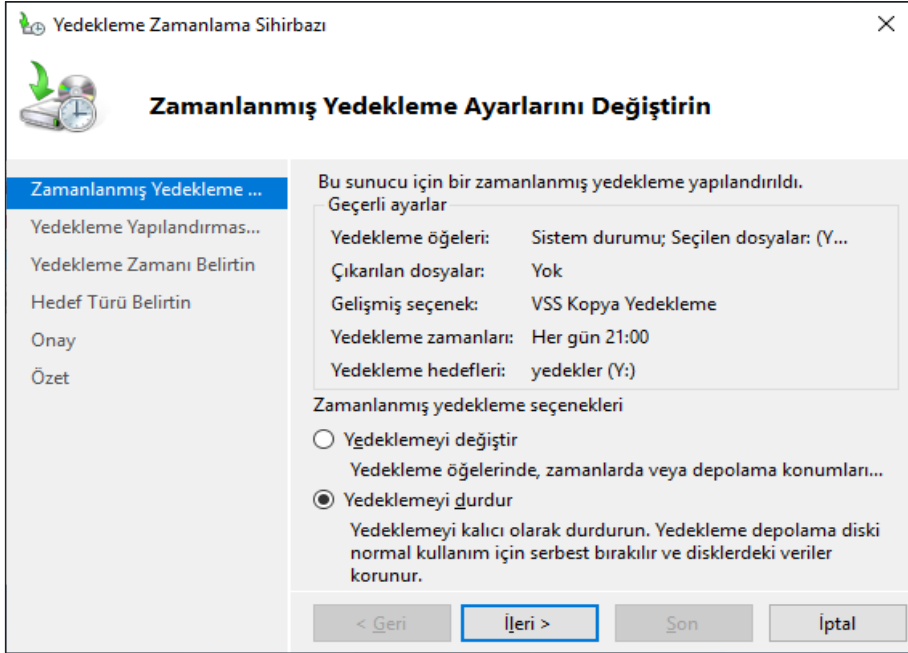 Yedekleme Zamanlama Sihirbazı
Zamanlanmış Yedekleme Ayarlarını Değiştirin
Zamanlanmış Yedekleme ...
Yedekleme Yapılandırmas...
Yedekleme Zamanı Belirtin
Hedef Türü Belirtin
Onay
Özet
Bu sunucu için bir zamanlanmış yedekleme yapılandırıldı.
Geçerli ayarlar
Yedekleme öğeleri: Sistem durumu; Seçilen dosyalar: (Y...
Çıkarılan dosyalar: Yok
Gelişmiş seçenek: VSS Kopya Yedekleme
Yedekleme zamanları: Her gün 21:00
Yedekleme hedefleri: yedekler (Y:)
Zamanlanmış yedekleme seçenekleri
Yedeklemeyi değiştir
Yedekleme öğelerinde, zamanlarda veya depolama konumları...
Yedeklemeyi durdur
Yedeklemeyi kalıcı olarak durdurun. Yedekleme depolama diski
normal kullanım için serbest bırakılır ve disklerdeki veriler
korunur.
< Geri İleri > Son İptal